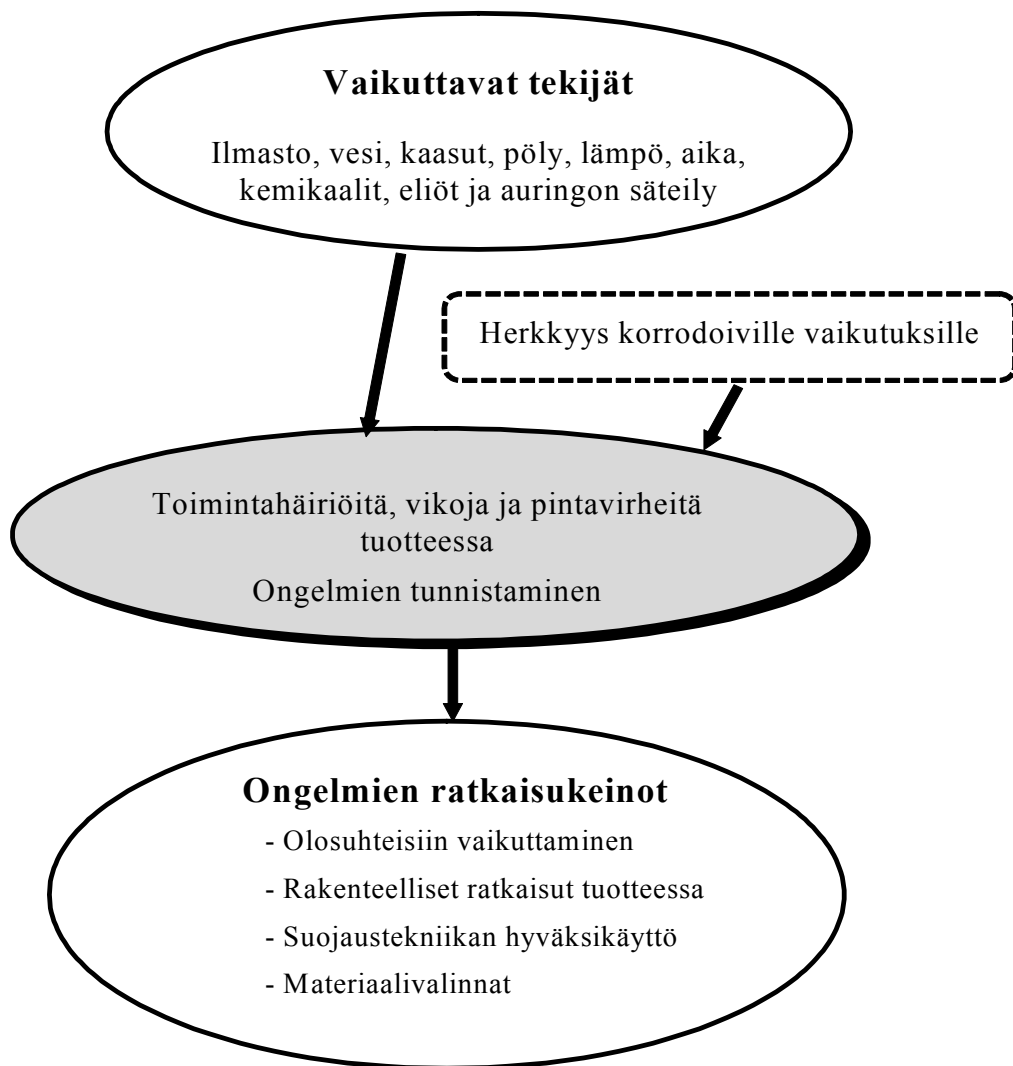 Vaikuttavat tekijät
Ilmasto, vesi, kaasut, pöly, lämpö, aika,
kemikaalit, eliöt ja auringon säteily
Herkkyys korrodoiville vaikutuksille
Toimintahäiriöitä, vikoja ja pintavirheitä
tuotteessa
Ongelmien tunnistaminen
Ongelmien ratkaisukeinot
- Olosuhteisiin vaikuttaminen
- Rakenteelliset ratkaisut tuotteessa
- Suojaustekniikan hyväksikäyttö
- Materiaalivalinnat